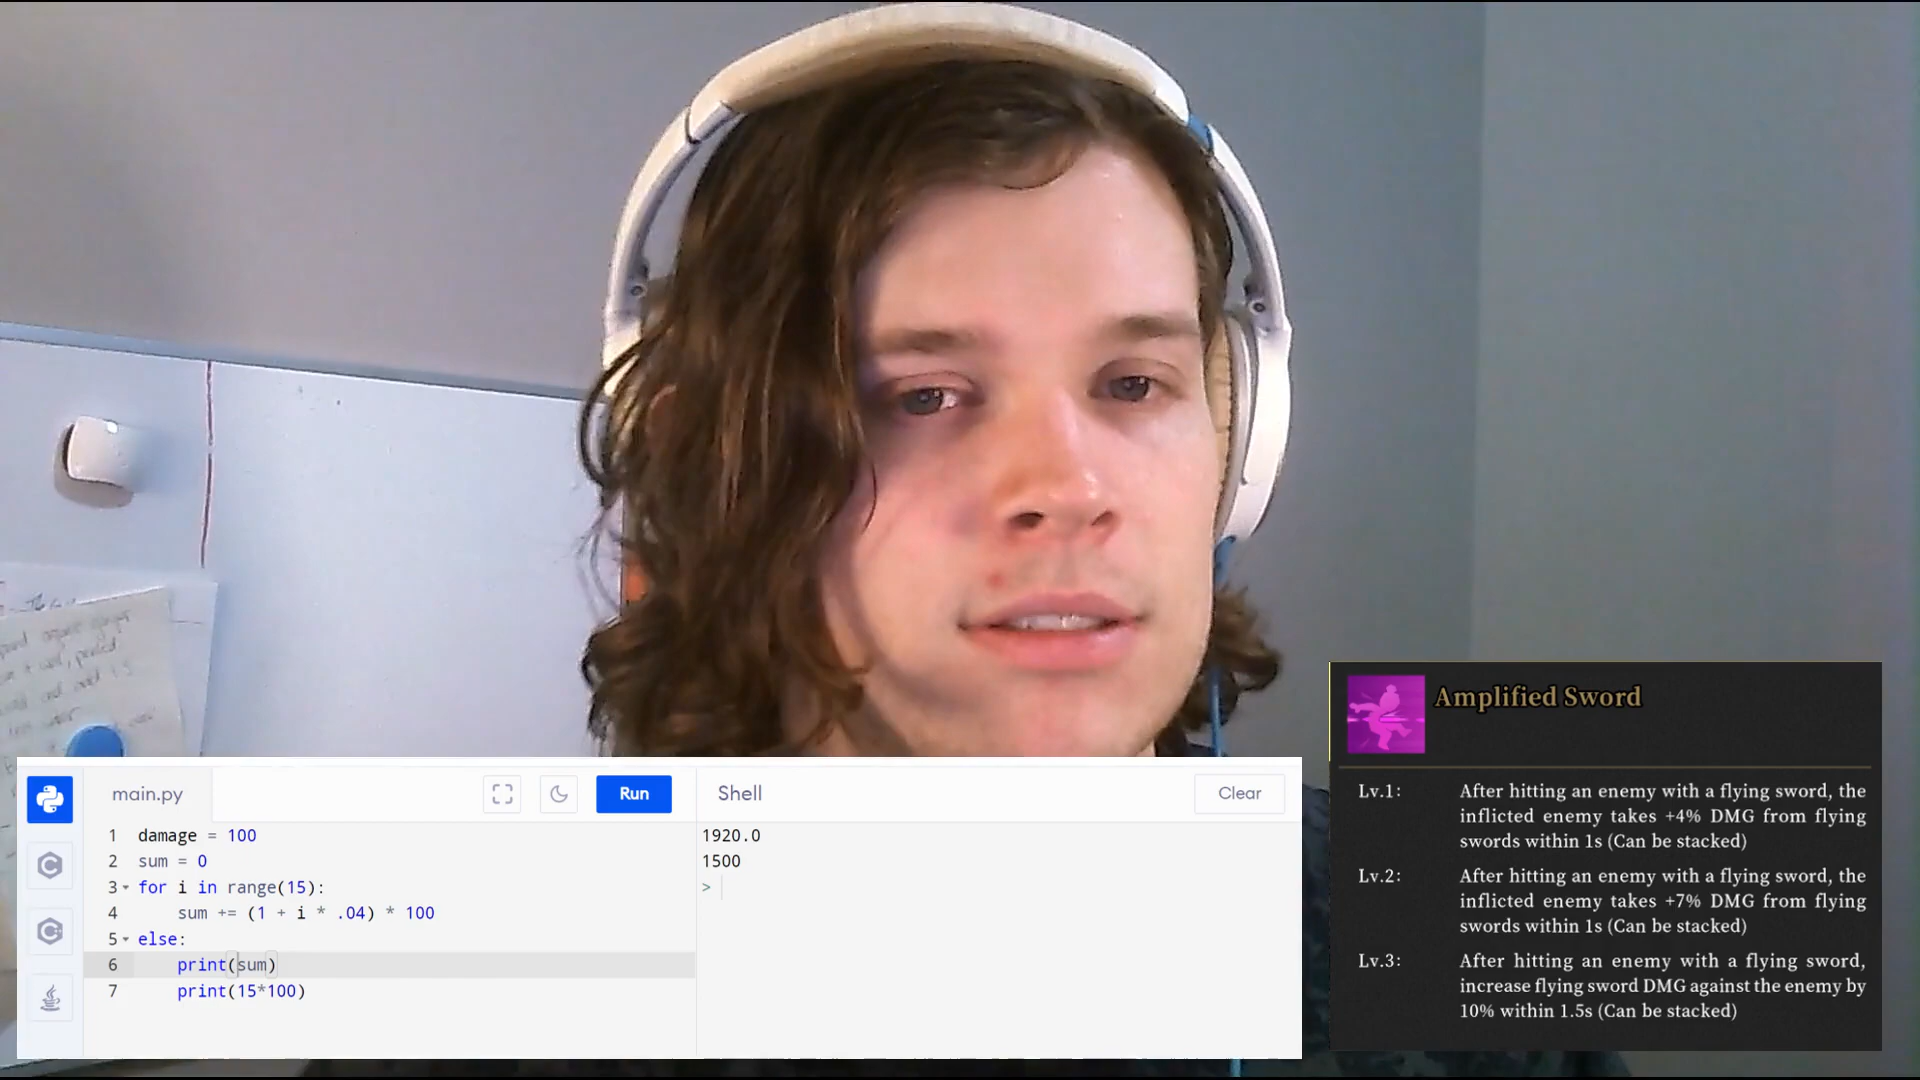 main.py
Run
Shell
Clear
1 damage = 100
2 sum = 0
3 for i in range(15):
4 sum += (1 + i * .04) * 100
5 else:
6 print(sum)
7 print(15*100)
1920.0
1500
>
Amplified Sword
Lv.1: After hitting an enemy with a flying sword, the
inflicted enemy takes +4% DMG from flying
swords within 1s (Can be stacked)
Lv.2: After hitting an enemy with a flying sword, the
inflicted enemy takes +7% DMG from flying
swords within 1s (Can be stacked)
Lv.3: After hitting an enemy with a flying sword,
increase flying sword DMG against the enemy by
10% within 1.5s (Can be stacked)